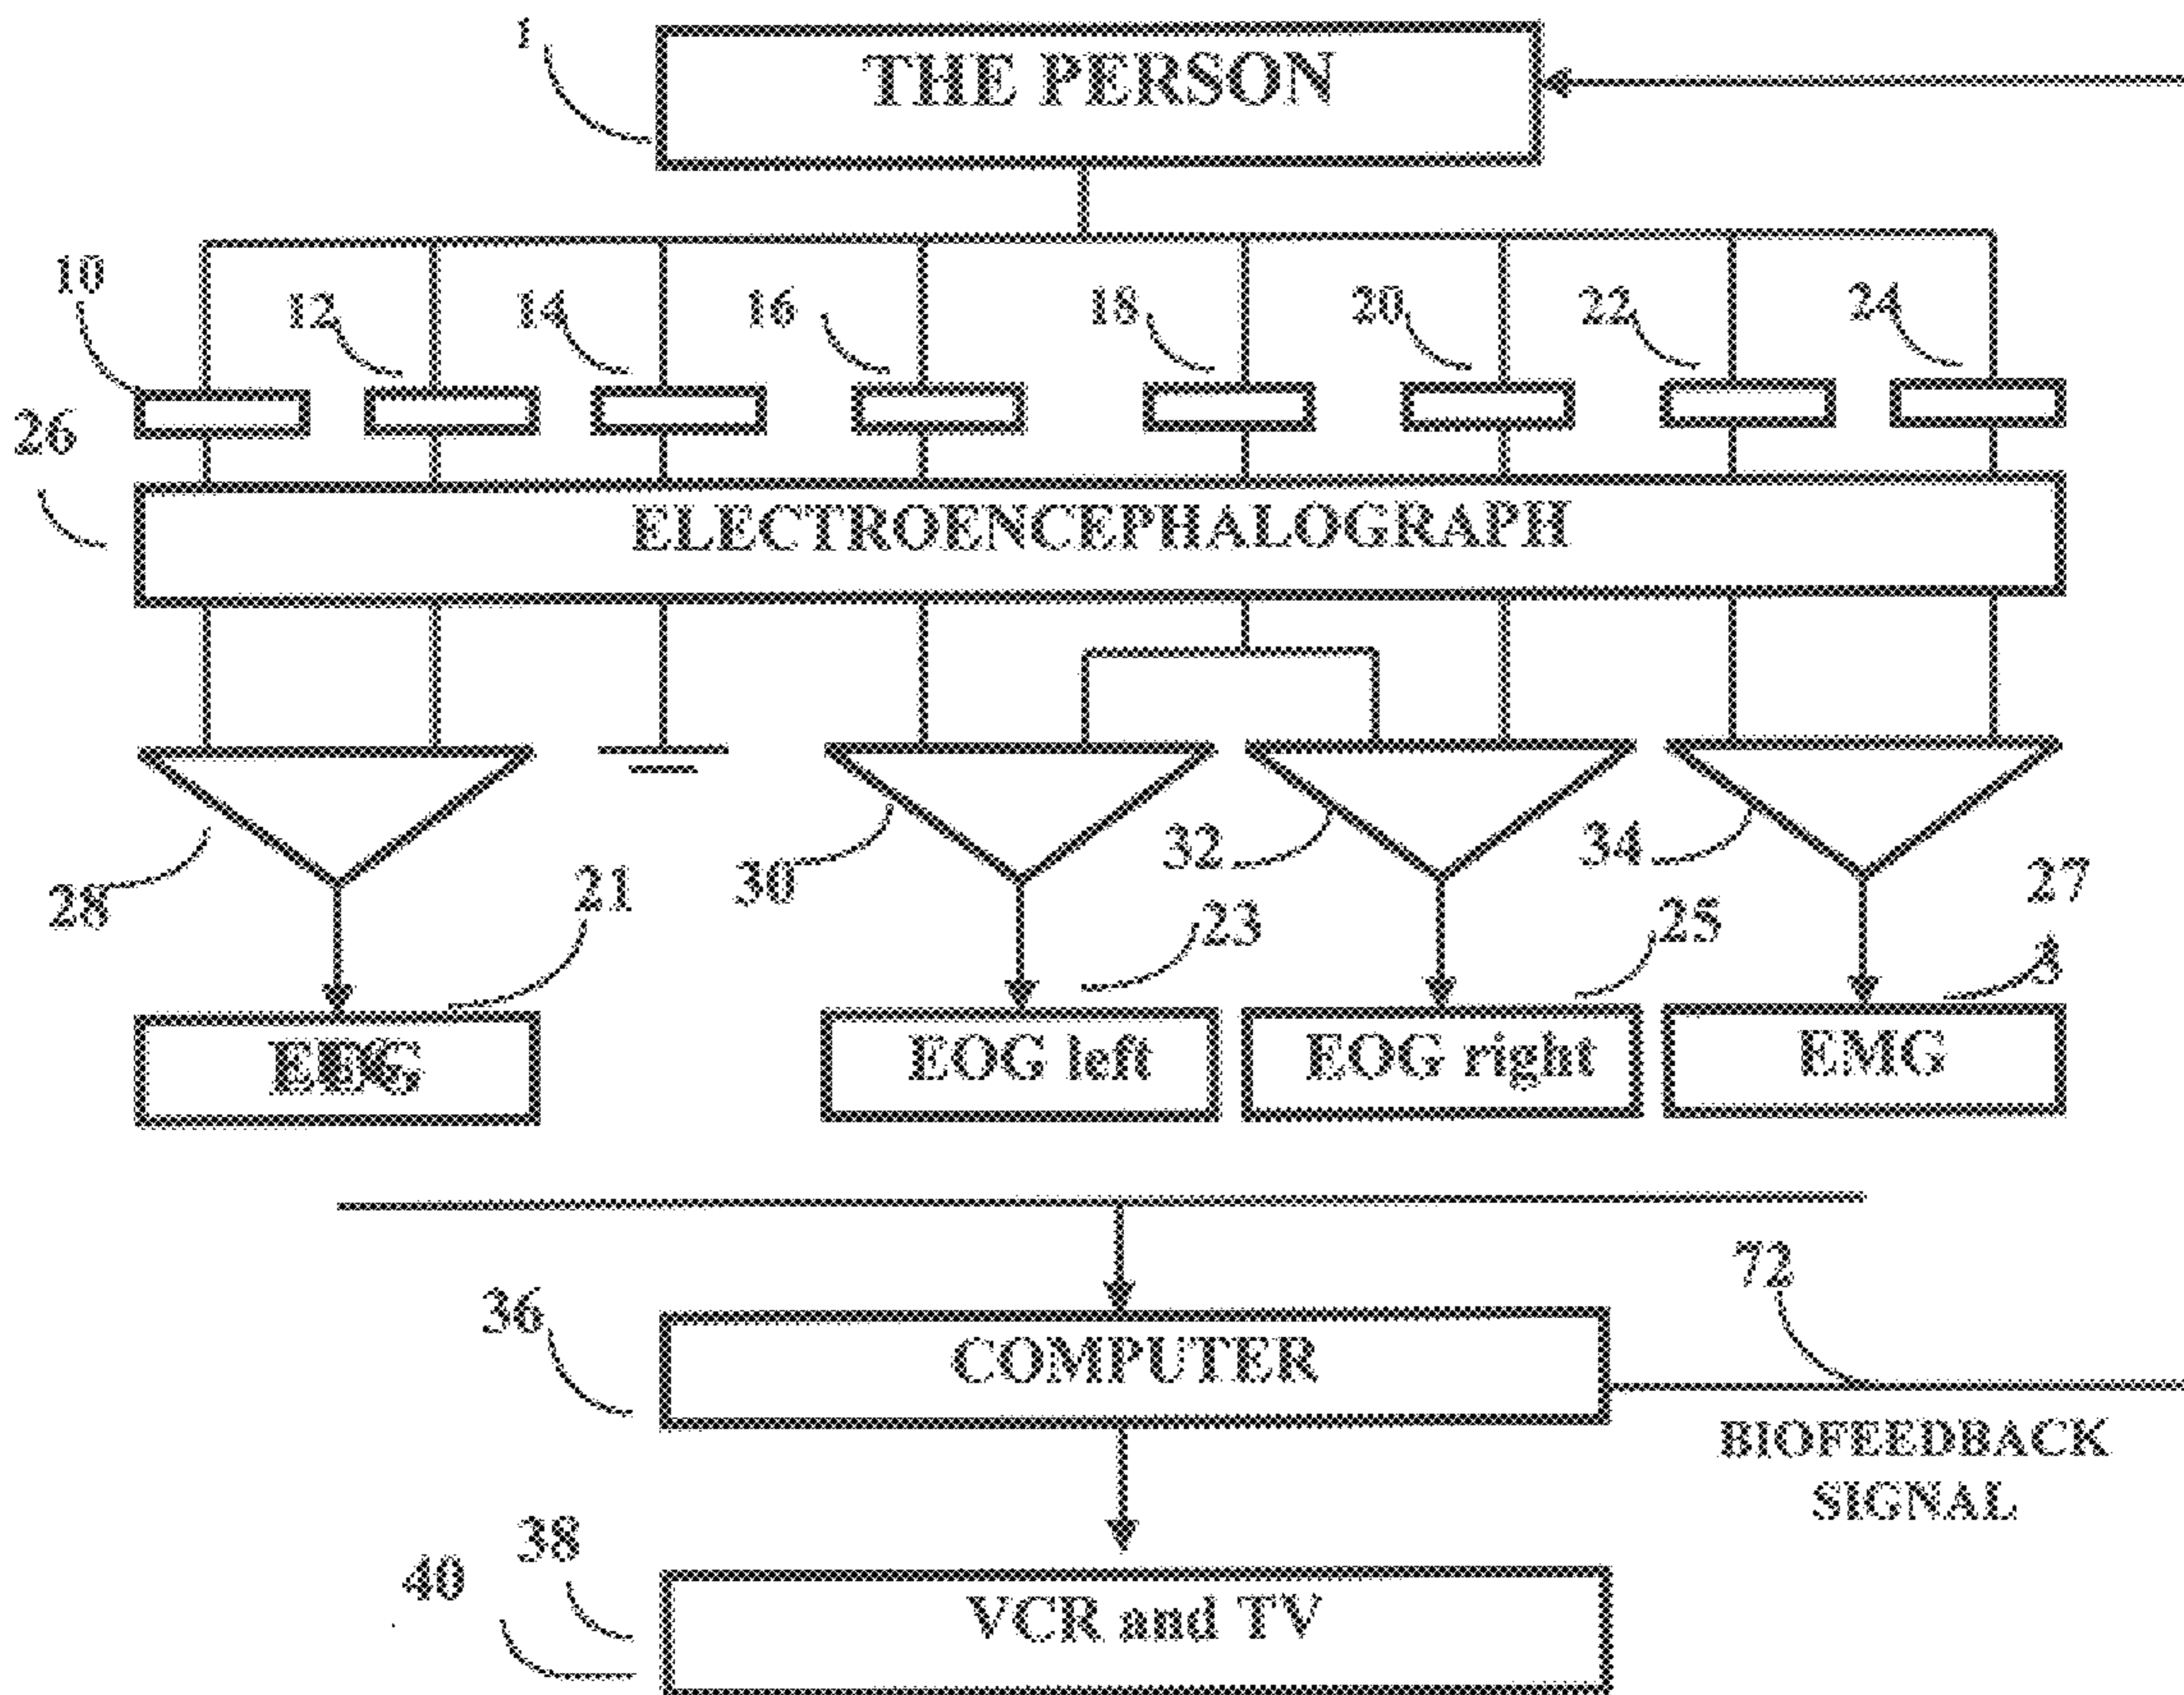 1
THE PERSON
10
12
14
16
18
20
22
24
26
ELECTROENCEPHALOGRAPH
28
21
30
23
32
25
34
27
EOG left
EOG right
EMG
36
COMPUTER
72
BIOFEEDBACK
SIGNAL
38
40
VCR and TV